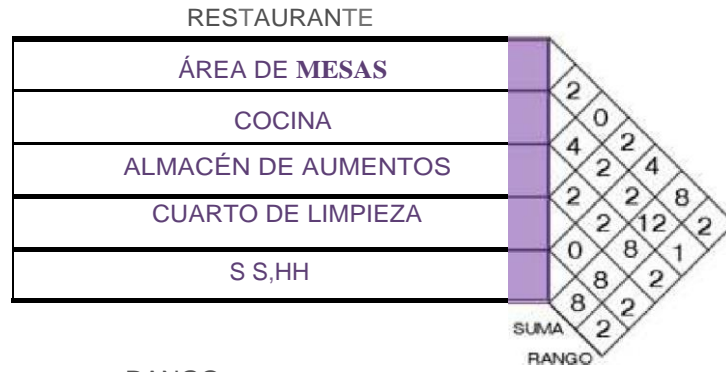 RESTAURANTE
ÁREA DE MESAS
2
COCINA 0
4 2
ALMACÉN DE AUMENTOS 2 4
2 2 8
CUARTO DE LIMPIEZA 2 12 2
0 8 1
S S,HH 8 2
8 2
SUMA 2
RANGO
RANGO